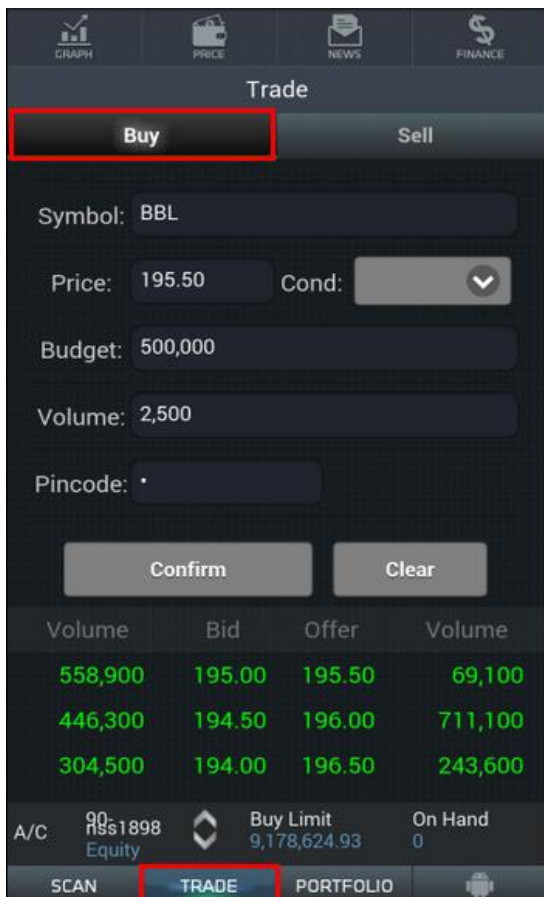 GRAPH PRICE NEWS FINANCE
Trade
Buy Sell
Symbol: BBL
Price: 195.50 Cond:
Budget: 500,000
Volume: 2,500
Pincode: •
Confirm Clear
Volume Bid Offer Volume
558,900 195.00 195.50 69,100
446,300 194.50 196.00 711,100
304,500 194.00 196.50 243,600
A/C 90-nss1898 Buy Limit On Hand
Equity 9,178,624.93 0
SCAN TRADE PORTFOLIO